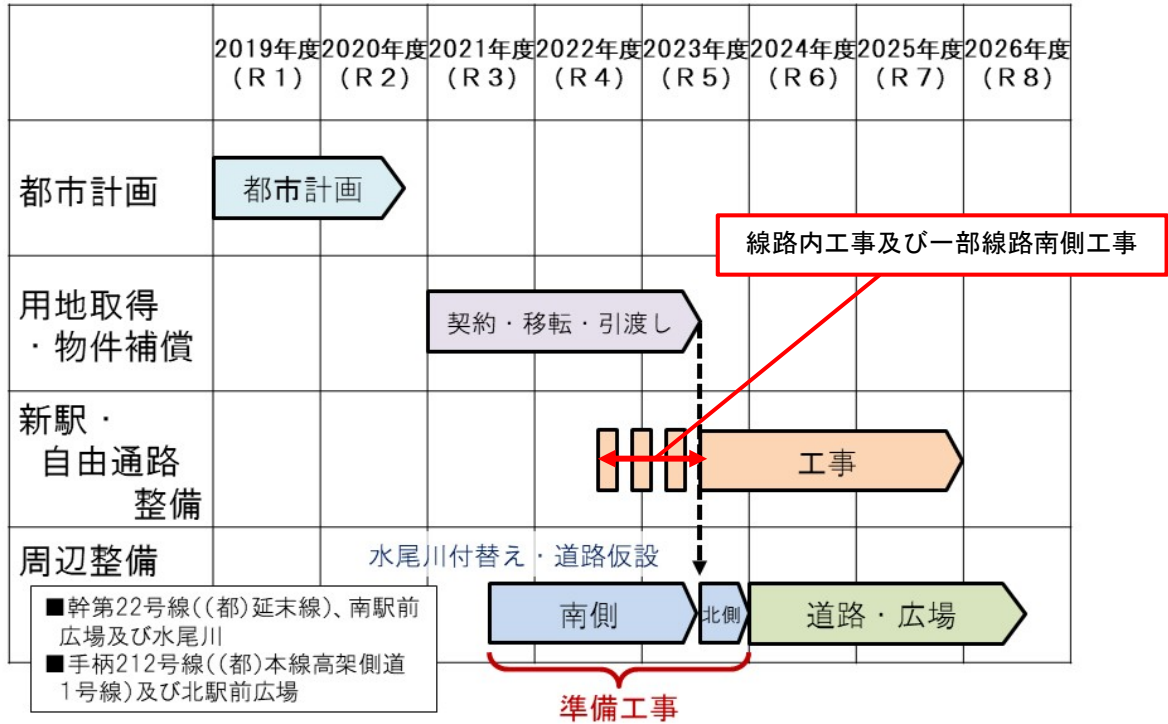 2019年度 2020年度 2021年度 2022年度 2023年度 2024年度 2025年度 2026年度
(R1) (R2) (R3) (R4) (R5) (R6) (R7) (R8)
都市計画
都市計画
線路内工事及び一部線路南側工事
用地取得
・物件補償
契約・移転・引渡し
新駅・
自由通路
整備
工事
周辺整備
水尾川付替え・道路仮設
■幹第22号線((都)延末線)、南駅前
広場及び水尾川
■手柄212号線((都)本線高架側道
1号線)及び北駅前広場
南側
北側
道路・広場
準備工事